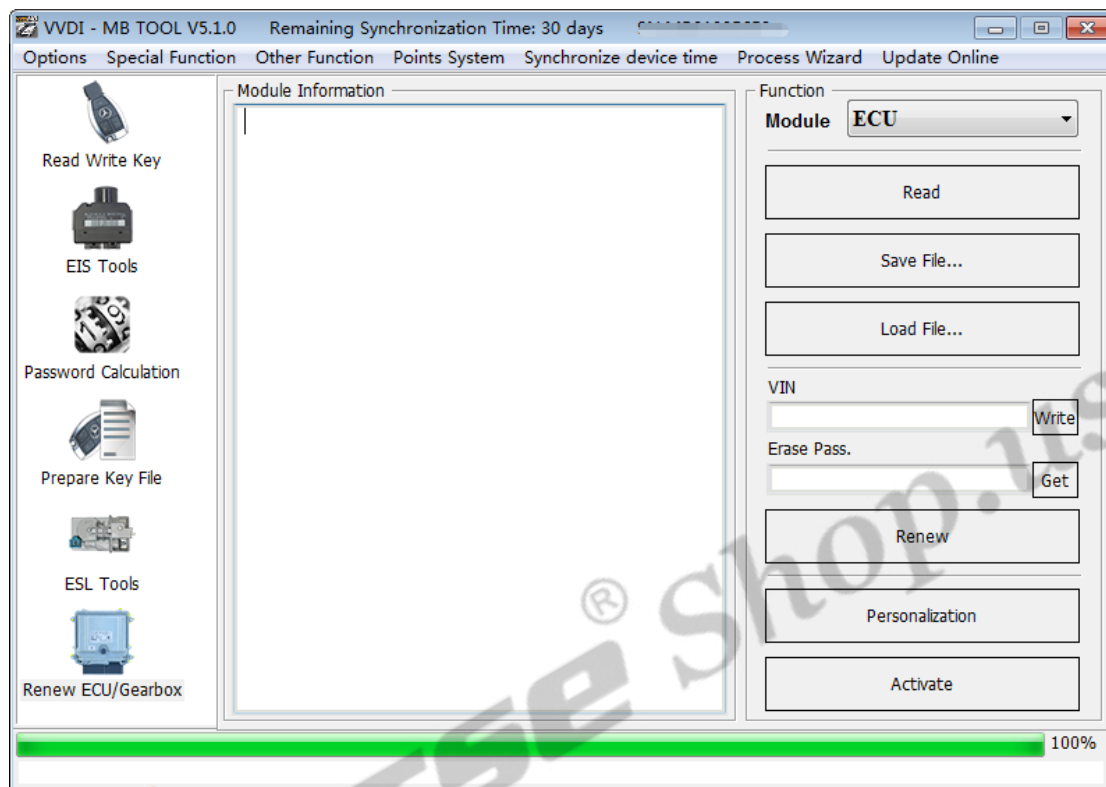 VVDI - MB TOOL V5.1.0 Remaining Synchronization Time: 30 days
Options Special Function Other Function Points System Synchronize device time Process Wizard Update Online
Read Write Key
EIS Tools
Password Calculation
Prepare Key File
ESL Tools
Renew ECU/Gearbox
Module Information
Function
Module ECU
Read
Save File...
Load File...
VIN
Write
Erase Pass.
Get
Renew
Personalization
Activate
100%
® Shop.us